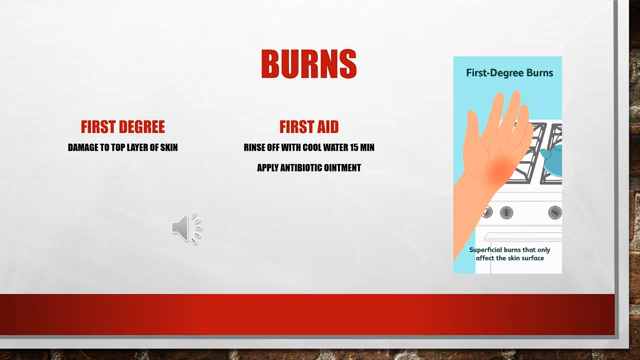 BURNS
FIRST DEGREE
DAMAGE TO TOP LAYER OF SKIN
FIRST AID
RINSE OFF WITH COOL WATER 15 MIN
APPLY ANTIBIOTIC OINTMENT
First-Degree Burns
Superficial burns that only
affect the skin surface